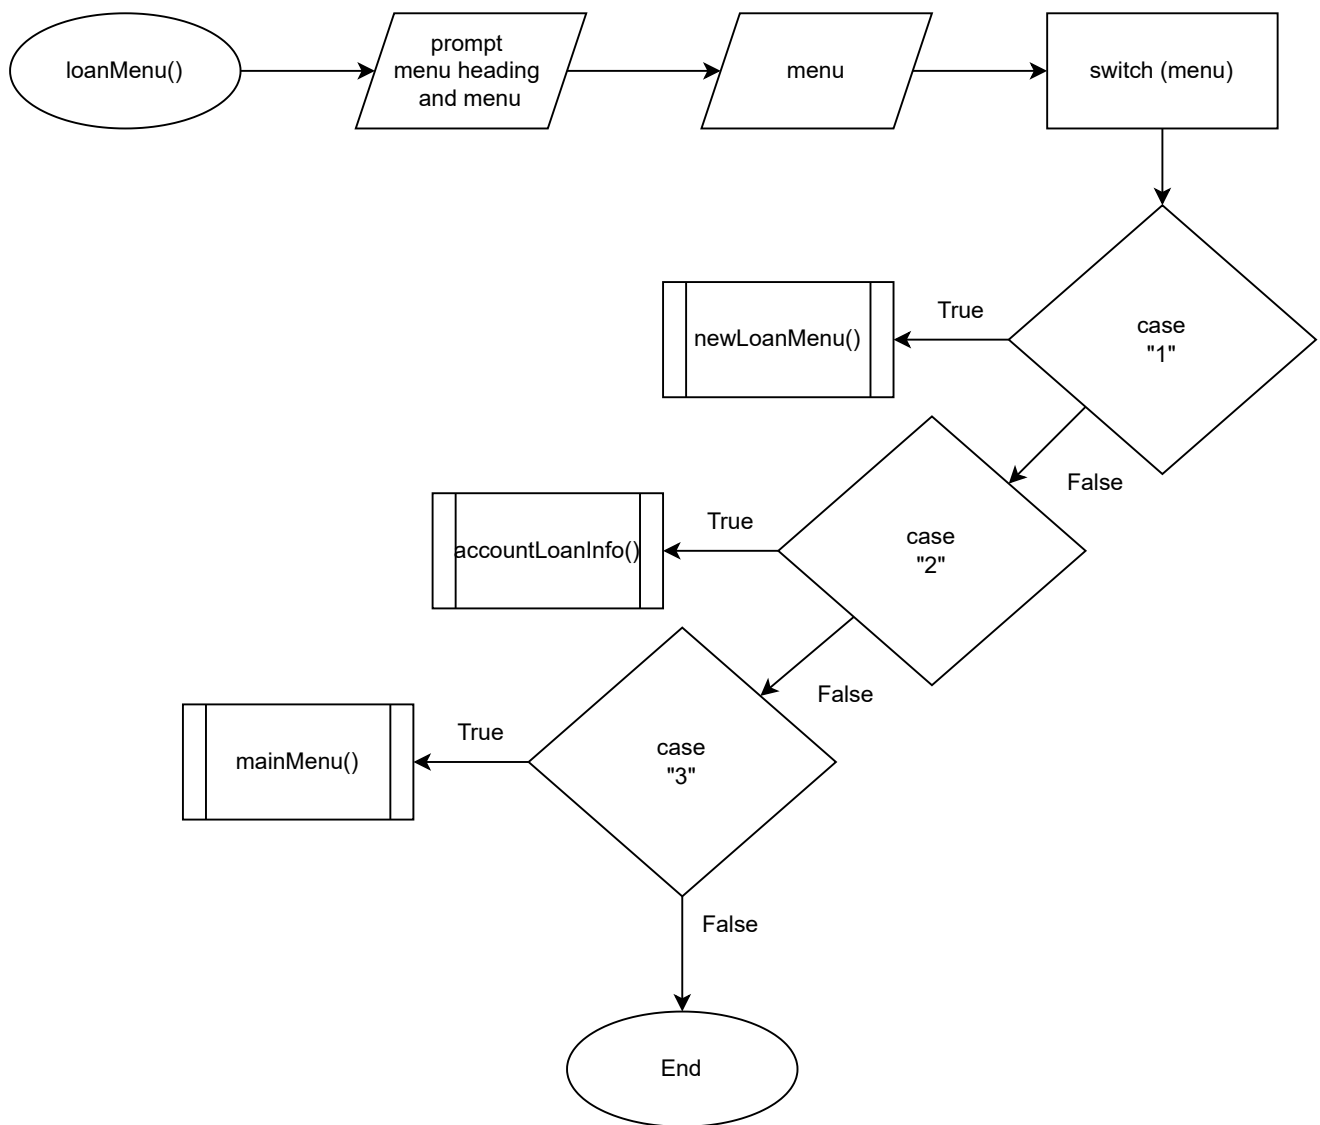 loanMenu()
prompt
menu heading
and menu
menu
switch (menu)
True
newLoanMenu()
case
"1"
False
True
accountLoanInfo()
case
"2"
False
True
mainMenu()
case
"3"
False
End